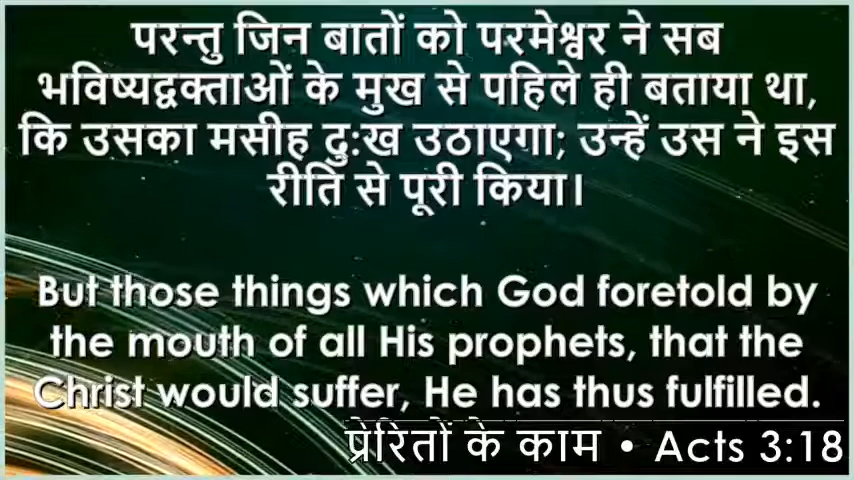 परन्तु जिन बातों को परमेश्वर ने सब
भविष्यद्वक्ताओं के मुख से पहिले ही बताया था,
कि उसका मसीह दु:ख उठाएगा; उन्हें उस ने इस
रीति से पूरी किया।
But those things which God foretold by
the mouth of all His prophets, that the
Christ would suffer, He has thus fulfilled.
प्रेरितों के काम • Acts 3:18